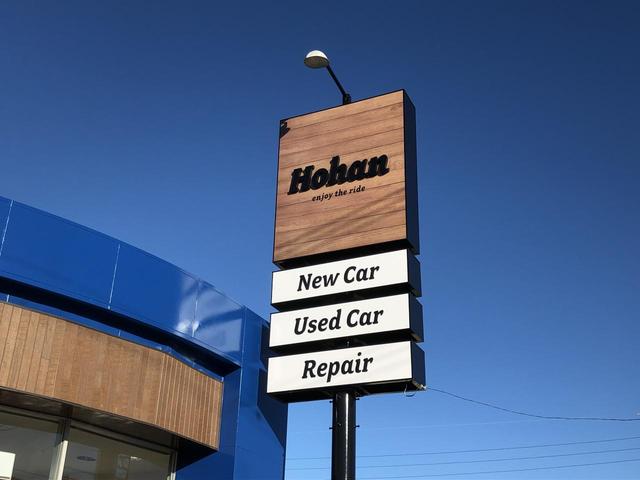 Hohan
enjoy the ride
New Car
Used Car
Repair